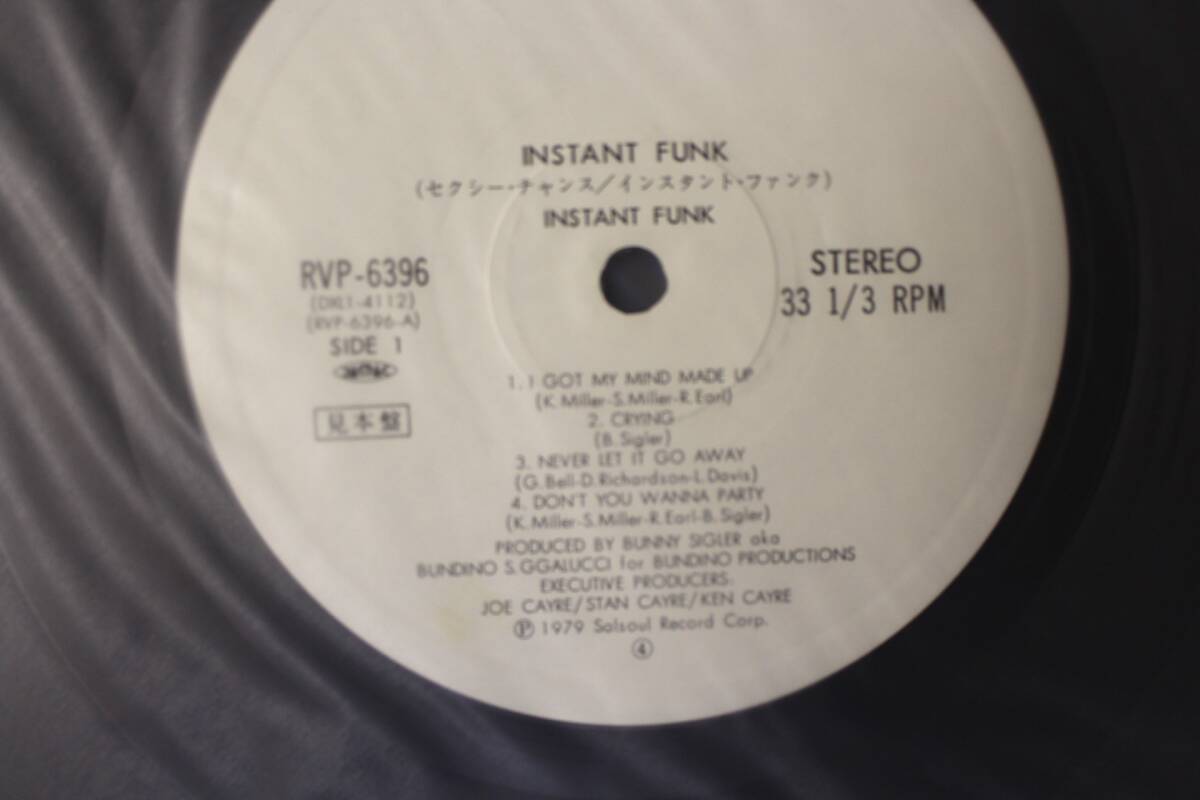 INSTANT FUNK
(セクシー・チャンス/インスタント・ファンク)
INSTANT FUNK
RVP-6396
(DXL1-4112)
(RVP-6396-A)
SIDE 1
見本盤
STEREO
33 1/3 RPM
1. I GOT MY MIND MADE UP
(K. Miller-S. Miller-R. Earl)
2. CRYING
(B. Sigler)
3. NEVER LET IT GO AWAY
(G. Bell-D. Richardson-L. Davis)
4. DON'T YOU WANNA PARTY
(K. Miller-S. Miller-R. Earl-B. Sigler)
PRODUCED BY BUNNY SIGLER aka
BUNDINO S. GGALUCCI for BUNDINO PRODUCTIONS
EXECUTIVE PRODUCERS:
JOE CAYRE/STAN CAYRE/KEN CAYRE
Ⓟ 1979 Salsoul Record Corp.
④